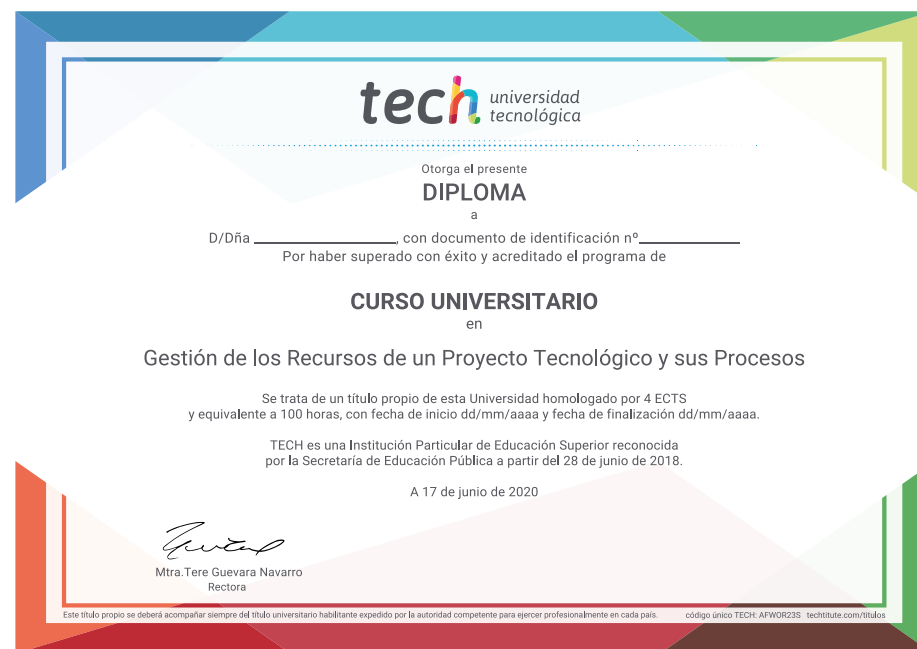 tech universidad
tecnológica
Otorga el presente
DIPLOMA
a
D/Dña ____________________, con documento de identificación nº______________
Por haber superado con éxito y acreditado el programa de
CURSO UNIVERSITARIO
en
Gestión de los Recursos de un Proyecto Tecnológico y sus Procesos
Se trata de un título propio de esta Universidad homologado por 4 ECTS
y equivalente a 100 horas, con fecha de inicio dd/mm/aaaa y fecha de finalización dd/mm/aaaa.
TECH es una Institución Particular de Educación Superior reconocida
por la Secretaría de Educación Pública a partir del 28 de junio de 2018.
A 17 de junio de 2020
Mtra.Tere Guevara Navarro
Rectora
Este título propio se deberá acompañar siempre del título universitario habilitante expedido por la autoridad competente para ejercer profesionalmente en cada país. código único TECH: AFWOR23S techtitute.com/titulos